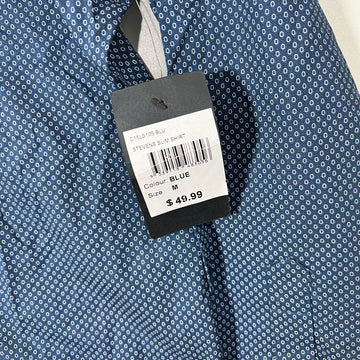 C15LS105 BLU
STEVENS SLIM SHIRT
Colour BLUE
Size M
$49.99